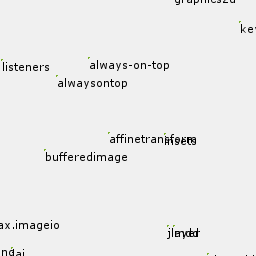 graphics2d
listeners
always-on-top
alwaysontop
affinetransform
insets
bufferedimage
ax.imageio